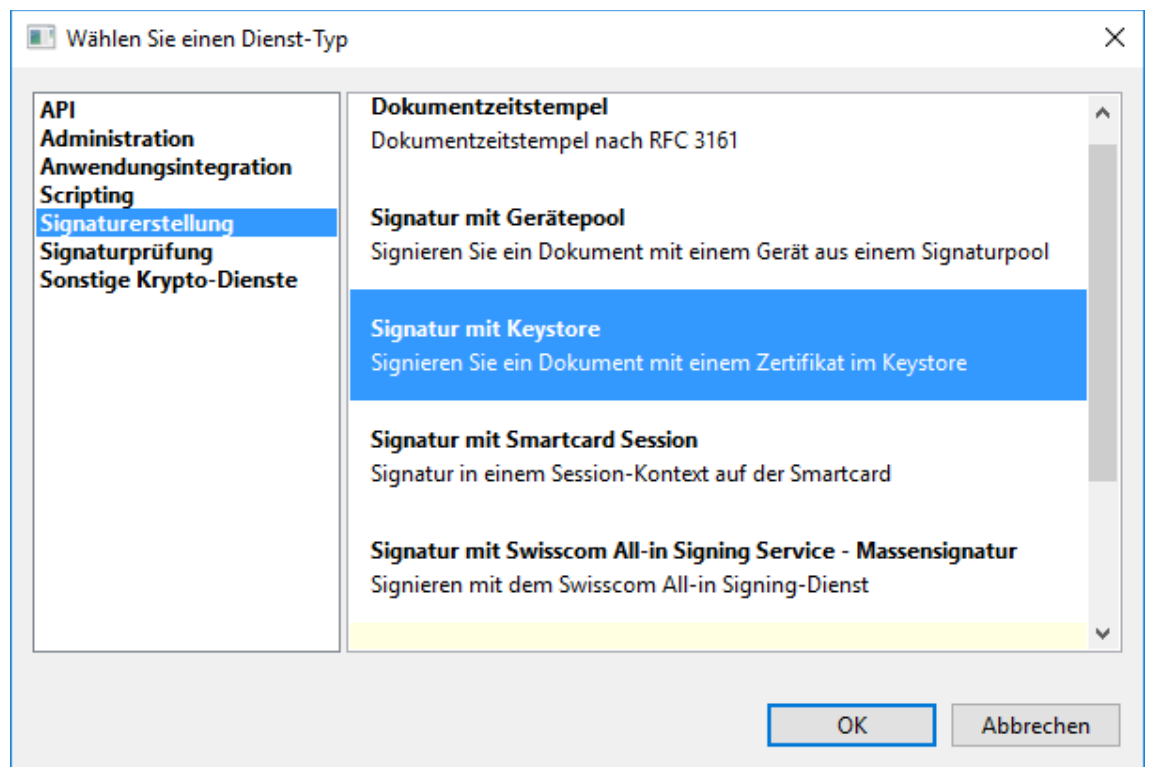 Wählen Sie einen Dienst-Typ
API
Administration
Anwendungsintegration
Scripting
Signaturerstellung
Signaturprüfung
Sonstige Krypto-Dienste
Dokumentzeitstempel
Dokumentzeitstempel nach RFC 3161
Signatur mit Gerätepool
Signieren Sie ein Dokument mit einem Gerät aus einem Signaturpool
Signatur mit Keystore
Signieren Sie ein Dokument mit einem Zertifikat im Keystore
Signatur mit Smartcard Session
Signatur in einem Session-Kontext auf der Smartcard
Signatur mit Swisscom All-in Signing Service - Massensignatur
Signieren mit dem Swisscom All-in Signing-Dienst
OK
Abbrechen